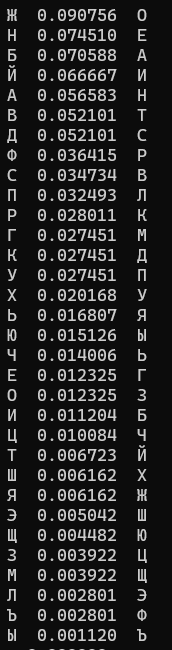 Ж 0.090756 О
Н 0.074510 Е
Б 0.070588 А
Й 0.066667 И
А 0.056583 Н
В 0.052101 Т
Д 0.052101 С
Ф 0.036415 Р
С 0.034734 В
П 0.032493 Л
Р 0.028011 К
Г 0.027451 М
К 0.027451 Д
У 0.027451 П
Х 0.020168 У
Ь 0.016807 Я
Ю 0.015126 Ы
Ч 0.014006 Ь
Е 0.012325 Г
О 0.012325 З
И 0.011204 Б
Ц 0.010084 Ч
Т 0.006723 Й
Ш 0.006162 Х
Я 0.006162 Ж
Э 0.005042 Ш
Щ 0.004482 Ю
З 0.003922 Ц
М 0.003922 Щ
Л 0.002801 Э
Ъ 0.002801 Ф
Ы 0.001120 Ъ